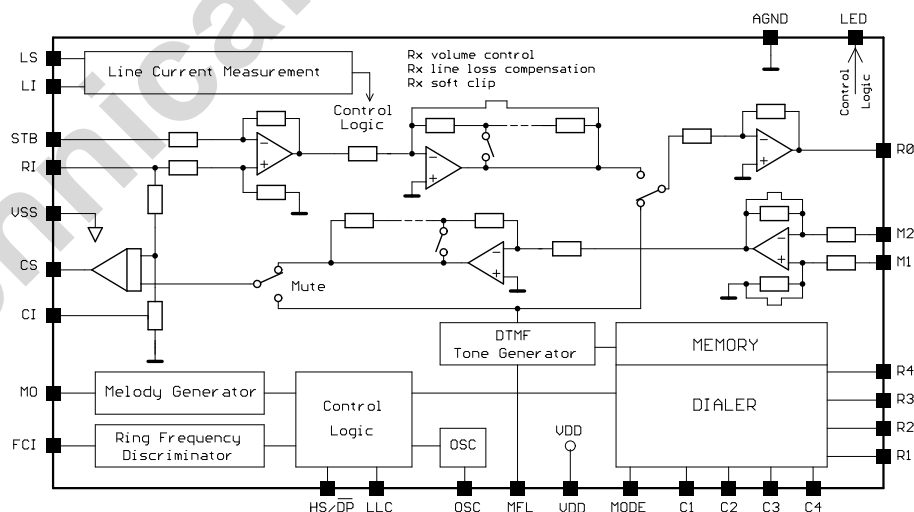 AGND LED
LS
Line Current Measurement
LI
Rx volume control
Rx line loss compensation
Rx soft clip
Control
Logic
Control
Logic
STB
RI
RO
VSS
M2
M1
CS
Mute
CI
DTMF
Tone Generator
MEMORY
DIALER
R4
R3
R2
R1
MO
Melody Generator
Control
Logic
FCI
Ring Frequency
Discriminator
OSC
VDD
HS/D̅P̅ LLC OSC MFL VDD MODE C1 C2 C3 C4